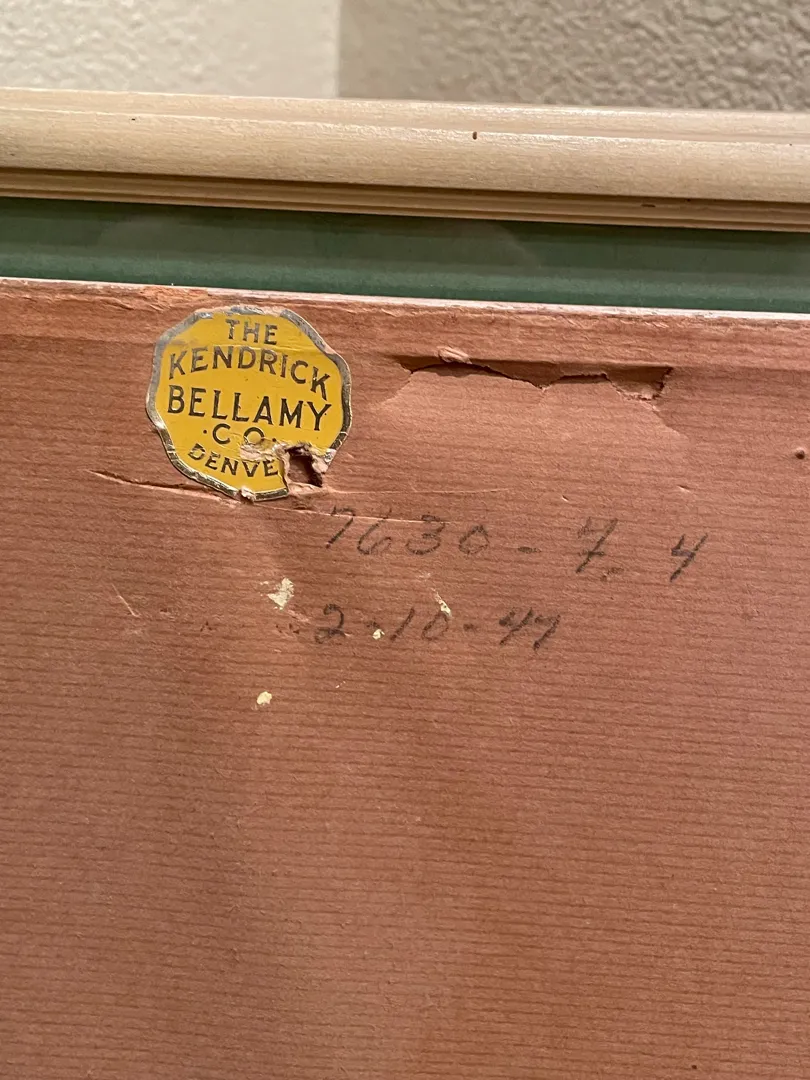 THE
KENDRICK
BELLAMY
·CO.·
DENVE
7630-7 4
2-10-47